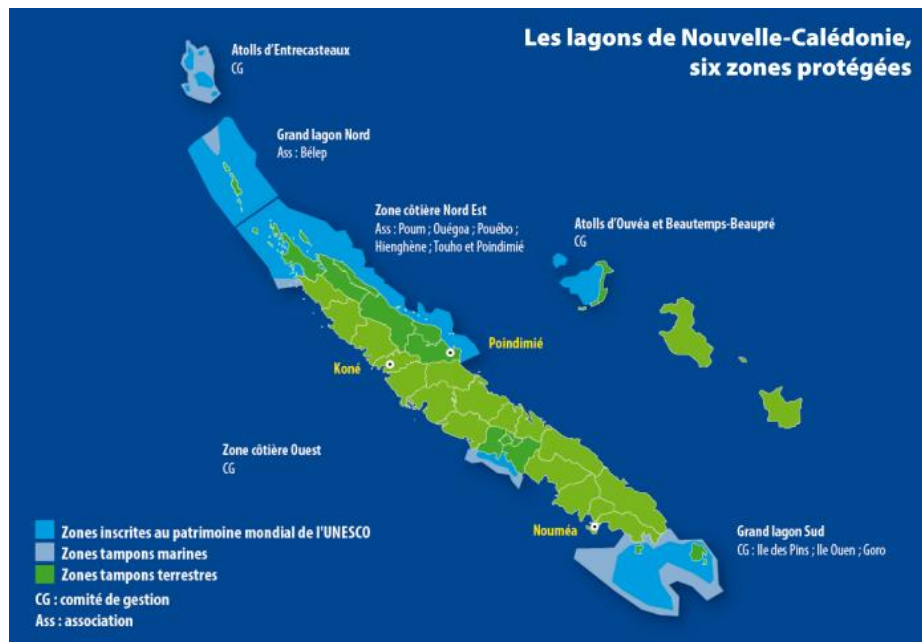 Les lagons de Nouvelle-Calédonie,
six zones protégées
Atolls d'Entrecasteaux
CG
Grand lagon Nord
Ass : Bélep
Zone côtière Nord Est
Ass : Poum ; Ouégoa ; Pouébo ;
Hienghène ; Touho et Poindimié
Atolls d'Ouvéa et Beautemps-Beaupré
CG
Poindimié
Koné
Zone côtière Ouest
CG
Nouméa
Grand lagon Sud
CG : Ile des Pins ; Ile Ouen ; Goro
Zones inscrites au patrimoine mondial de l'UNESCO
Zones tampons marines
Zones tampons terrestres
CG : comité de gestion
Ass : association